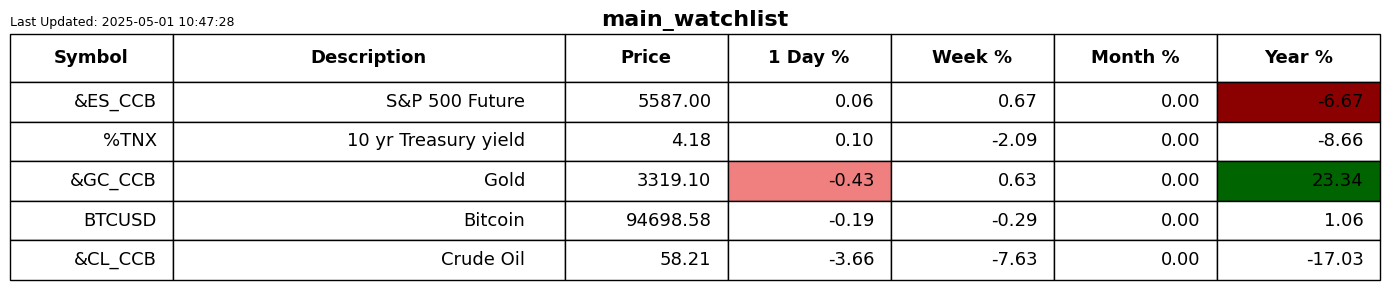 Last Updated: 2025-05-01 10:47:28
main_watchlist
Symbol Description Price 1 Day % Week % Month % Year %
&ES_CCB S&P 500 Future 5587.00 0.06 0.67 0.00 -6.67
%TNX 10 yr Treasury yield 4.18 0.10 -2.09 0.00 -8.66
&GC_CCB Gold 3319.10 -0.43 0.63 0.00 23.34
BTCUSD Bitcoin 94698.58 -0.19 -0.29 0.00 1.06
&CL_CCB Crude Oil 58.21 -3.66 -7.63 0.00 -17.03